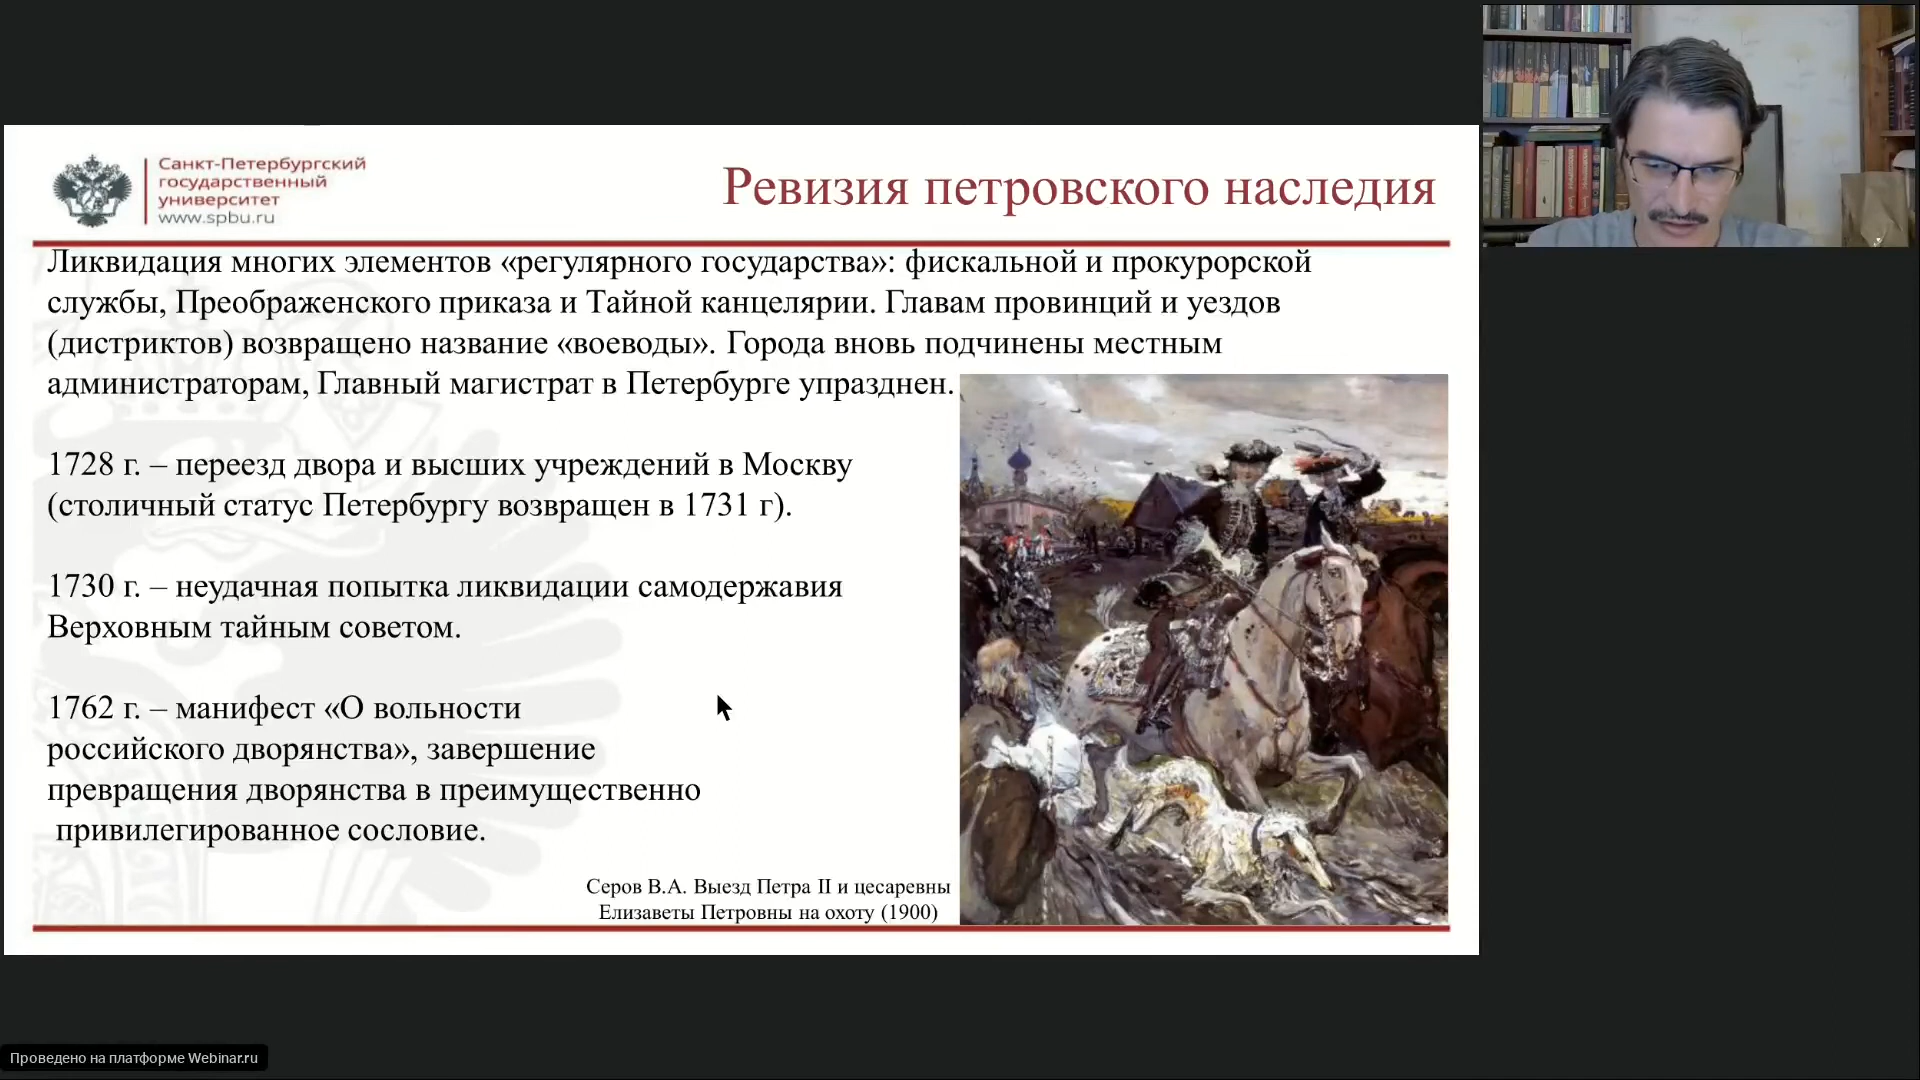 Санкт-Петербургский
государственный
университет
www.spbu.ru
Ревизия петровского наследия
Ликвидация многих элементов «регулярного государства»: фискальной и прокурорской
службы, Преображенского приказа и Тайной канцелярии. Главам провинций и уездов
(дистриктов) возвращено название «воеводы». Города вновь подчинены местным
администраторам, Главный магистрат в Петербурге упразднен.
1728 г. – переезд двора и высших учреждений в Москву
(столичный статус Петербургу возвращен в 1731 г).
1730 г. – неудачная попытка ликвидации самодержавия
Верховным тайным советом.
1762 г. – манифест «О вольности
российского дворянства», завершение
превращения дворянства в преимущественно
привилегированное сословие.
Серов В.А. Выезд Петра II и цесаревны
Елизаветы Петровны на охоту (1900)
Проведено на платформе Webinar.ru